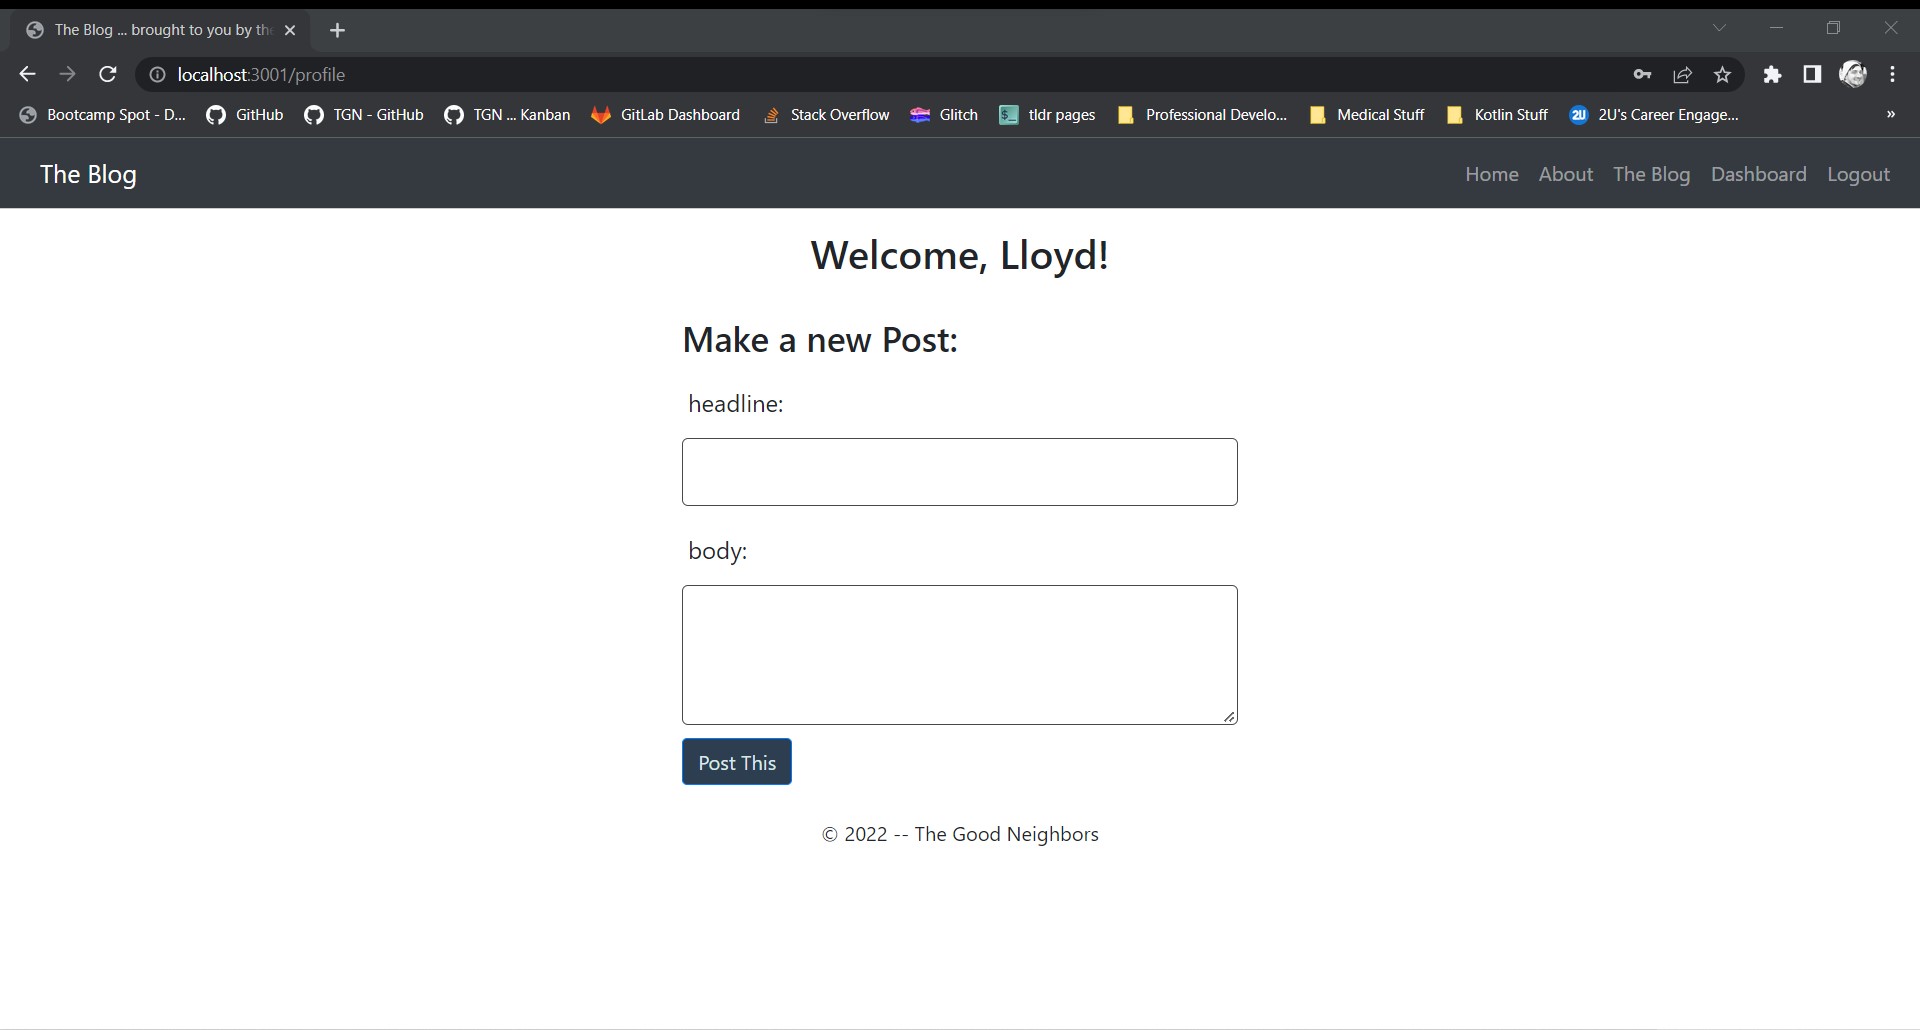 The Blog ... brought to you by the
localhost:3001/profile
Bootcamp Spot - D... GitHub TGN - GitHub TGN ... Kanban GitLab Dashboard Stack Overflow Glitch $_ tldr pages Professional Develo... Medical Stuff Kotlin Stuff 2U 2U's Career Engage... »
The Blog Home About The Blog Dashboard Logout
Welcome, Lloyd!
Make a new Post:
headline:
body:
Post This
© 2022 -- The Good Neighbors